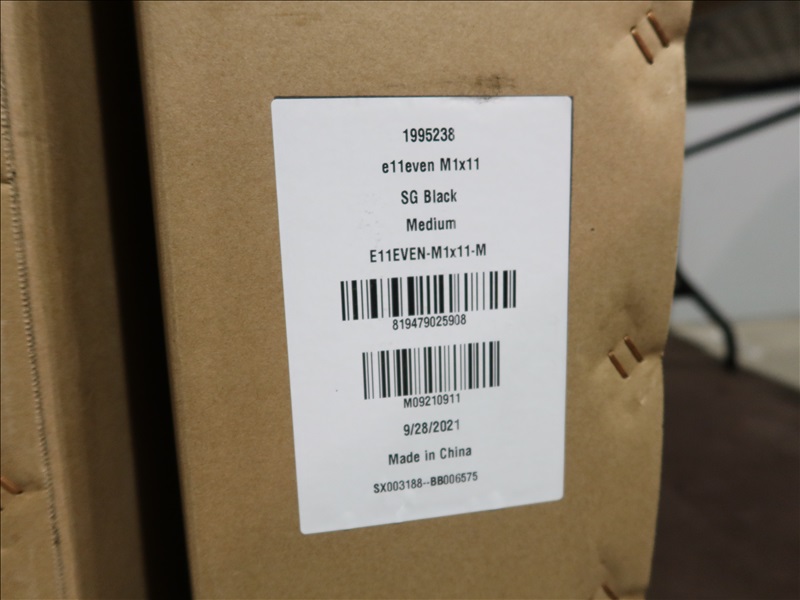 1995238
e11even M1x11
SG Black
Medium
E11EVEN-M1x11-M
819479025908
M09210911
9/28/2021
Made in China
SX003188--BB006575